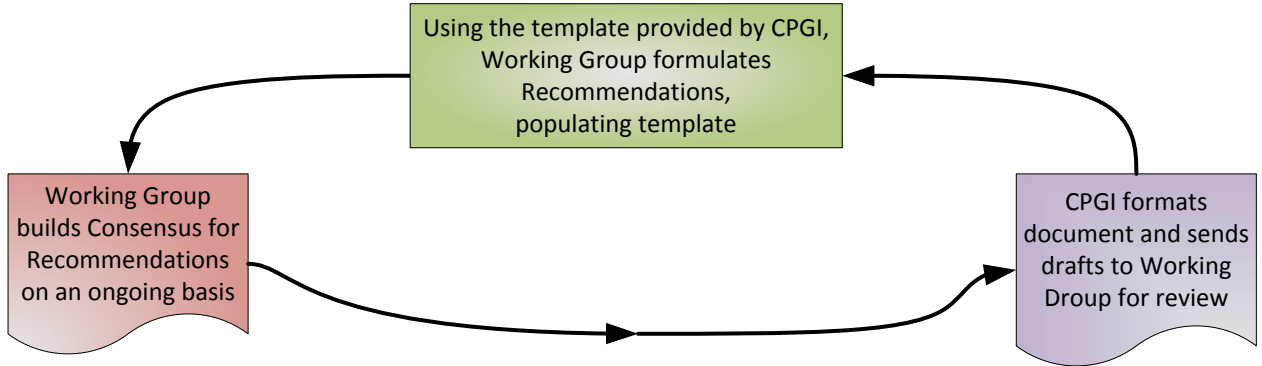 Using the template provided by CPGI,
Working Group formulates
Recommendations,
populating template
Working Group
builds Consensus for
Recommendations
on an ongoing basis
CPGI formats
document and sends
drafts to Working
Droup for review